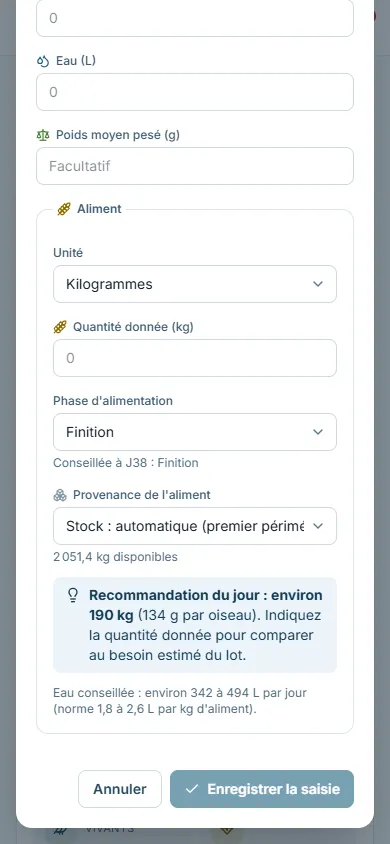 0
Eau (L)
0
Poids moyen pesé (g)
Facultatif
Aliment
Unité
Kilogrammes
Quantité donnée (kg)
0
Phase d'alimentation
Finition
Conseillée à J38 : Finition
Provenance de l'aliment
Stock : automatique (premier périmé
2 051,4 kg disponibles
Recommandation du jour : environ
190 kg (134 g par oiseau). Indiquez
la quantité donnée pour comparer
au besoin estimé du lot.
Eau conseillée : environ 342 à 494 L par jour
(norme 1,8 à 2,6 L par kg d'aliment).
Annuler
Enregistrer la saisie
VIVANTS